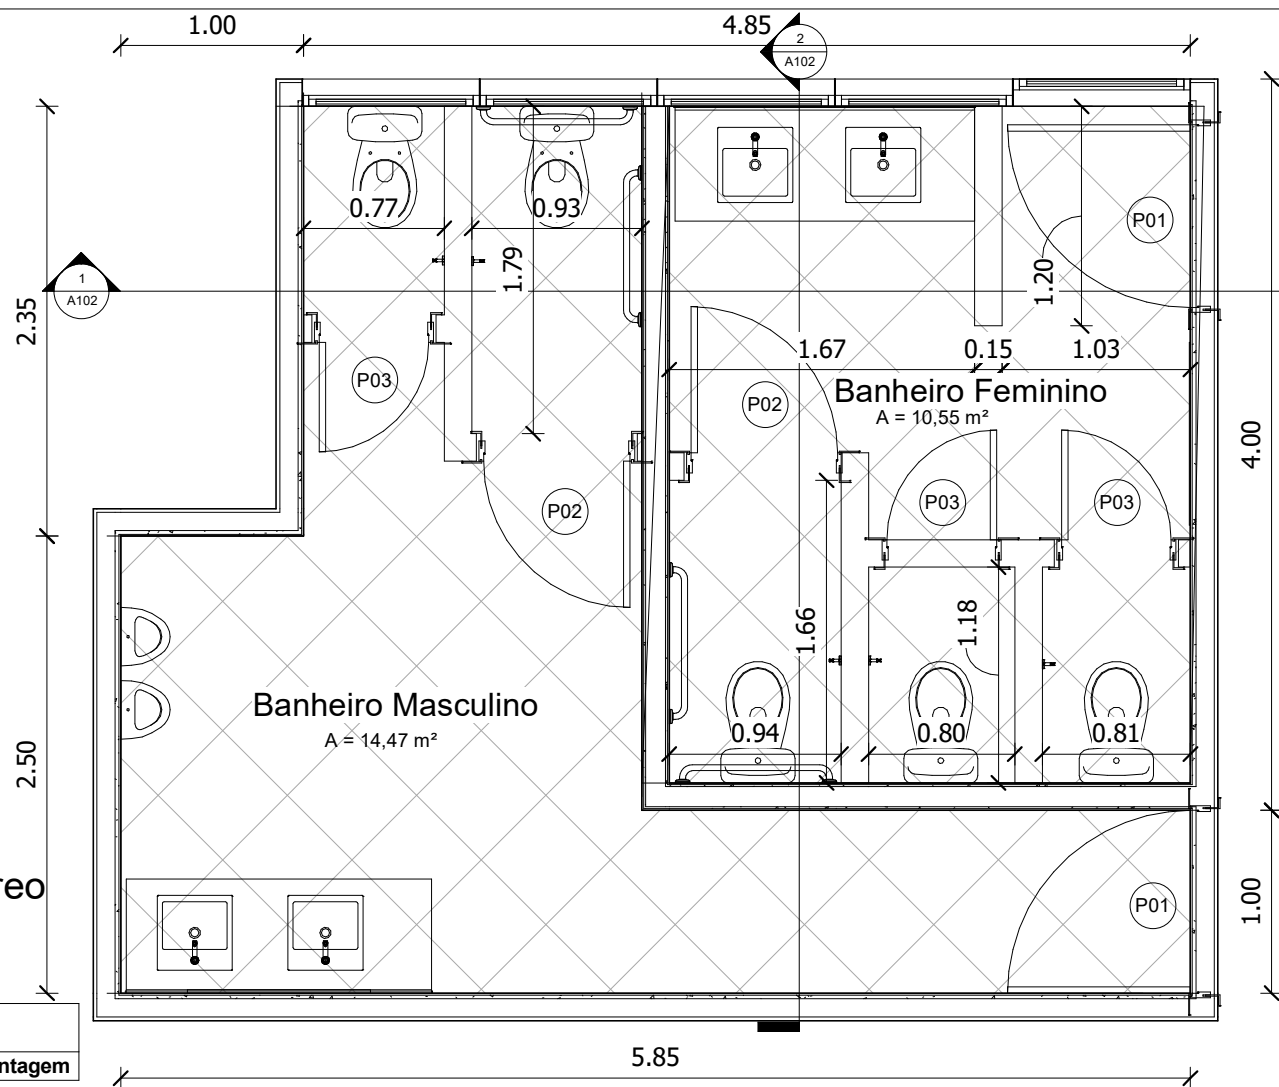 1.00
4.85
2
A102
0.77
0.93
P01
1.79
1.20
1
A102
2.35
1.67
0.15
1.03
P03
P02
Banheiro Feminino
A = 10,55 m²
4.00
P02
P03
P03
1.66
1.18
Banheiro Masculino
A = 14,47 m²
0.94
0.80
0.81
2.50
reo
P01
1.00
ntagem
5.85